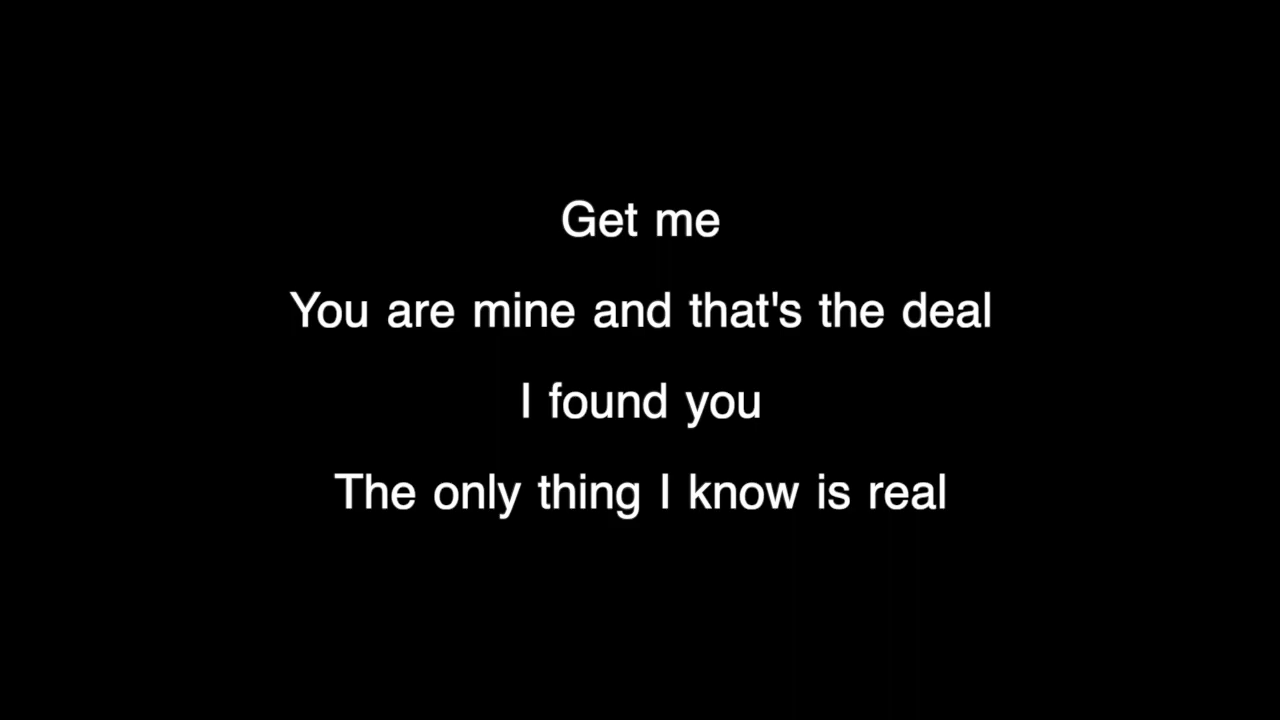 Get me
You are mine and that's the deal
I found you
The only thing I know is real